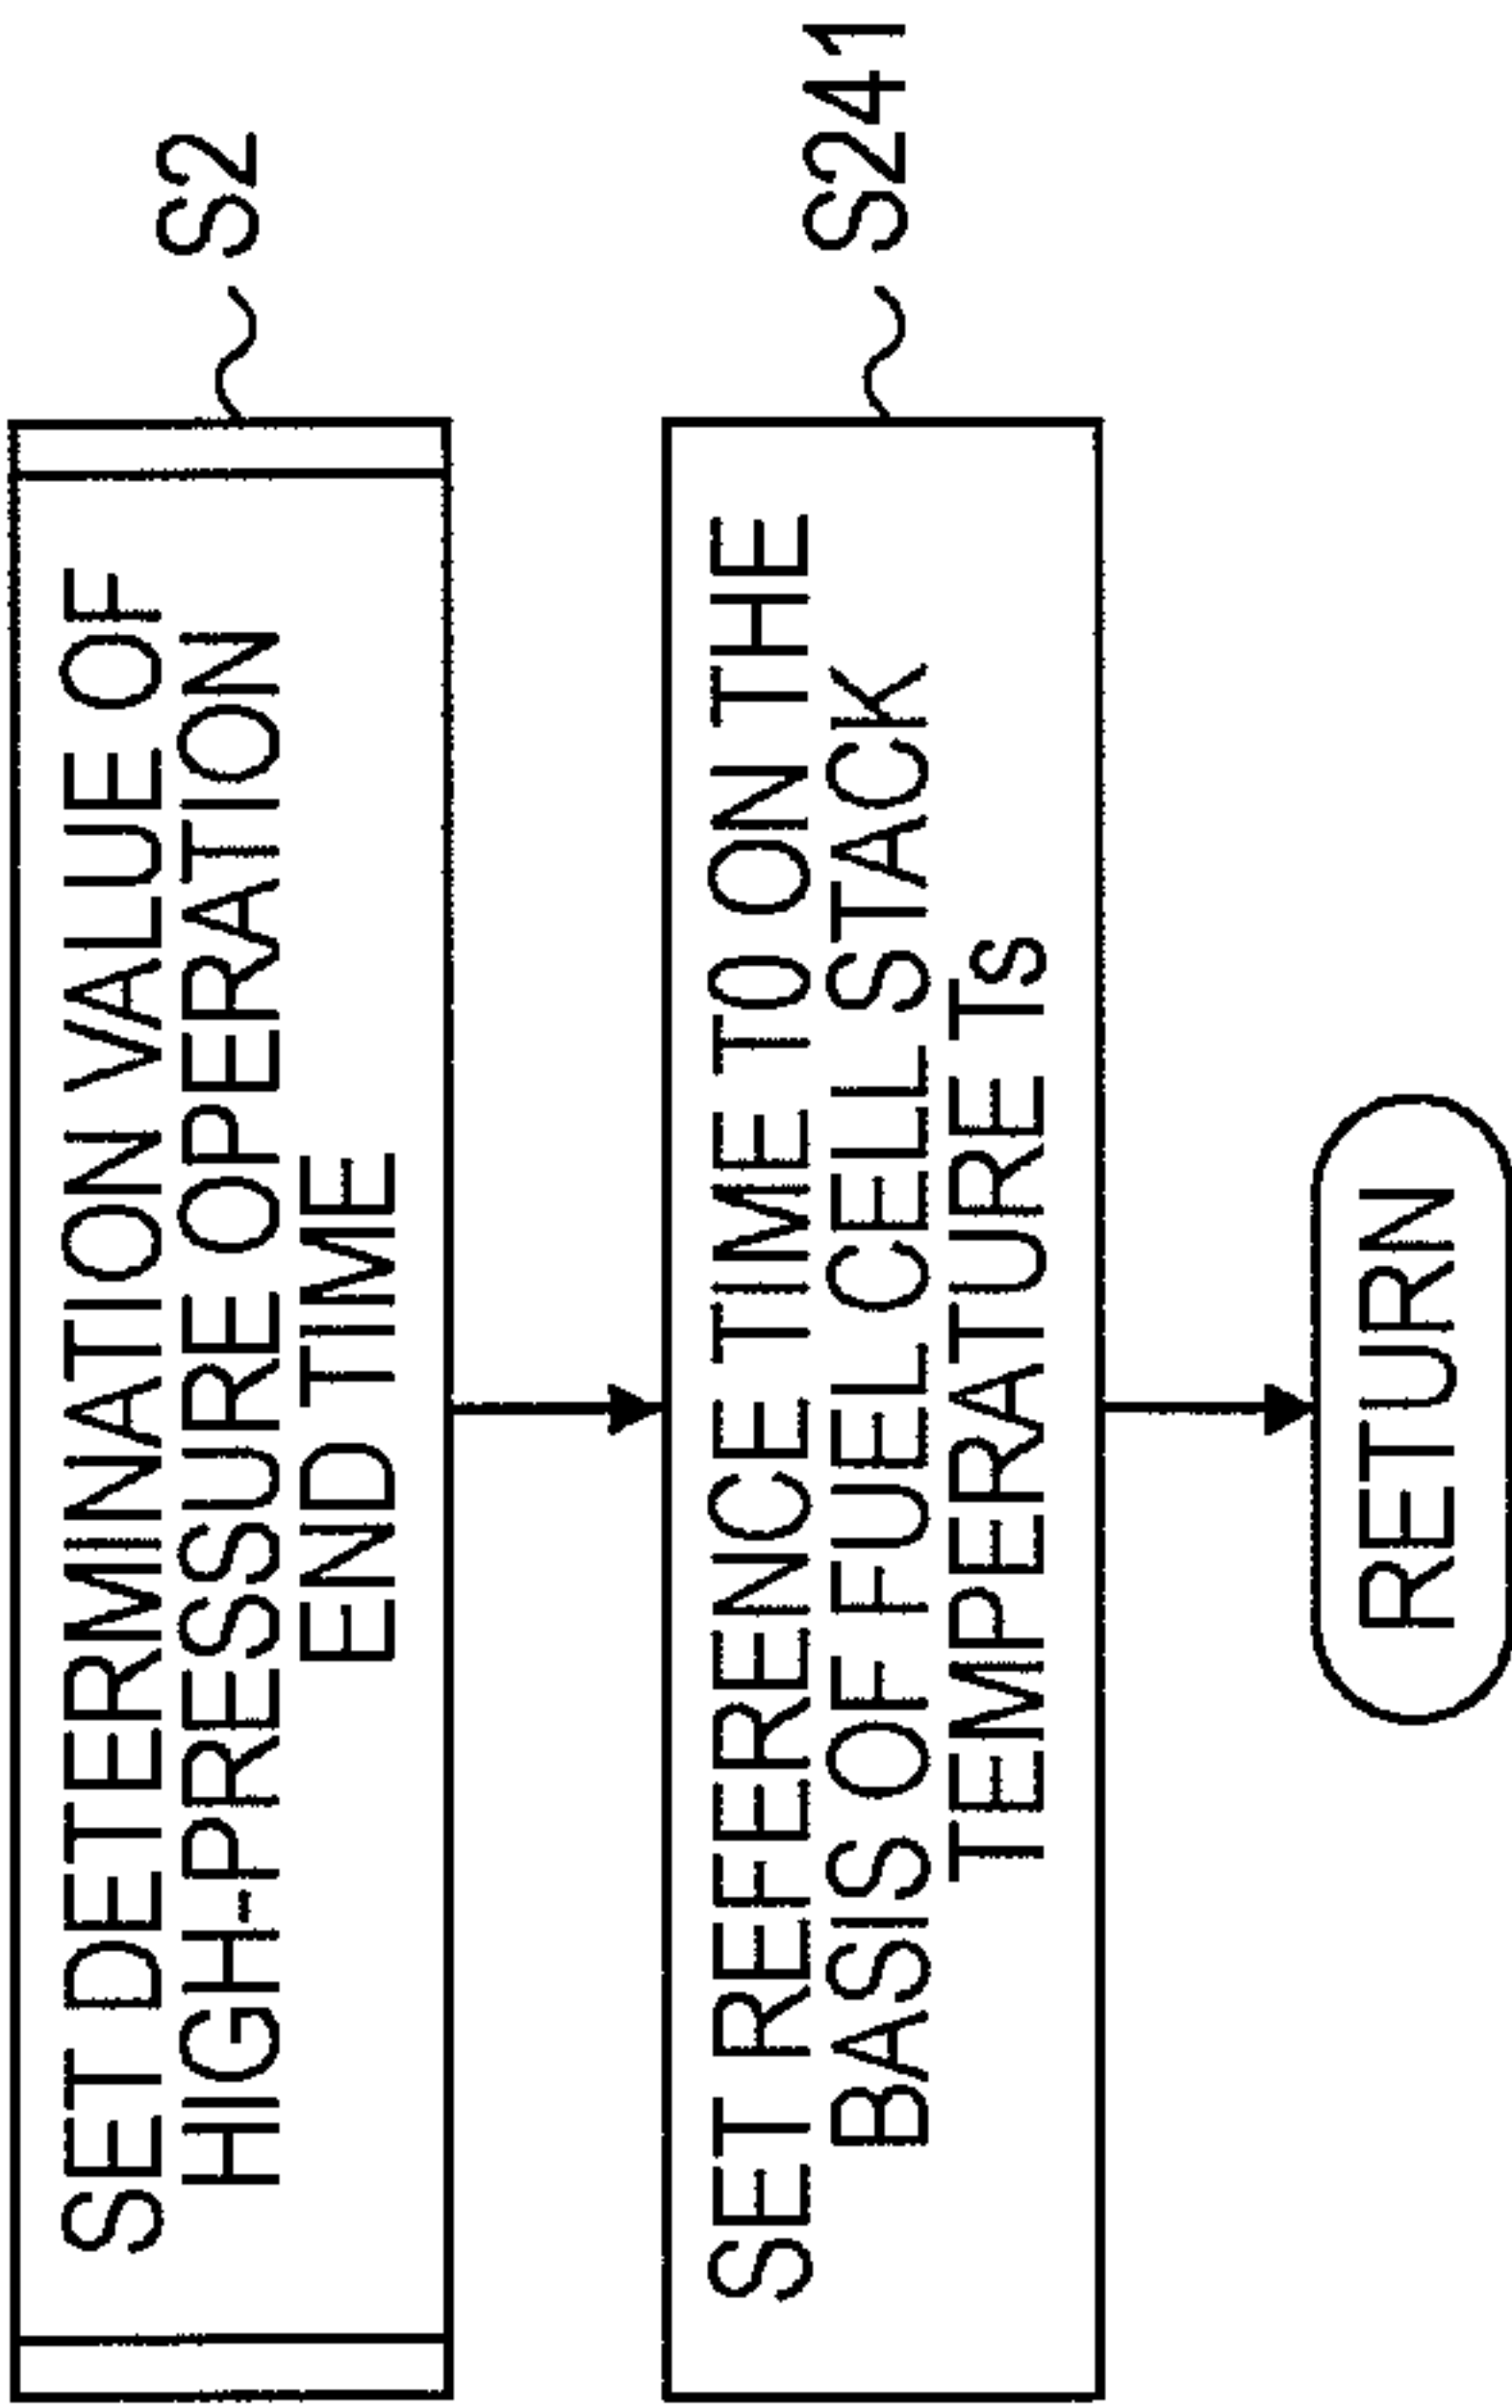 SET DETERMINATION VALUE OF
HIGH-PRESSURE OPERATION
END TIME
S2
SET REFERENCE TIME T0 ON THE
BASIS OF FUEL CELL STACK
TEMPERATURE Ts
S241
RETURN